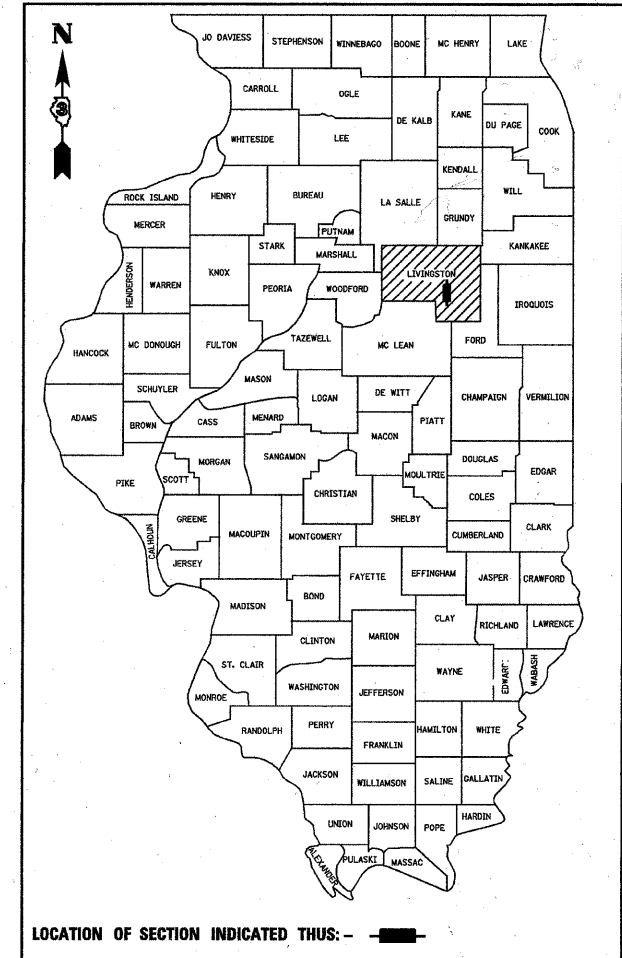 N
JO DAVIESS STEPHENSON WINNEBAGO BOONE MC HENRY LAKE
CARROLL OGLE DE KALB KANE DU PAGE COOK
WHITESIDE LEE KENDALL WILL
ROCK ISLAND HENRY BUREAU LA SALLE GRUNDY
MERCER PUTNAM KANKAKEE
STARK MARSHALL
HENDERSON WARREN KNOX PEORIA WOODFORD LIVINGSTON IROQUOIS
HANCOCK MC DONOUGH FULTON TAZEWELL MC LEAN FORD
SCHUYLER MASON
ADAMS BROWN CASS MENARD LOGAN DE WITT PIATT CHAMPAIGN VERMILION
MACON
PIKE SCOTT MORGAN SANGAMON CHRISTIAN MOULTRIE DOUGLAS EDGAR
COLES
CALHOUN GREENE MACOUPIN MONTGOMERY SHELBY CUMBERLAND CLARK
JERSEY
MADISON BOND FAYETTE EFFINGHAM JASPER CRAWFORD
CLINTON MARION CLAY RICHLAND LAWRENCE
ST. CLAIR WASHINGTON JEFFERSON WAYNE EDWARDS WABASH
MONROE
RANDOLPH PERRY FRANKLIN HAMILTON WHITE
JACKSON WILLIAMSON SALINE GALLATIN
UNION JOHNSON POPE HARDIN
ALEXANDER PULASKI MASSAC
LOCATION OF SECTION INDICATED THUS: -